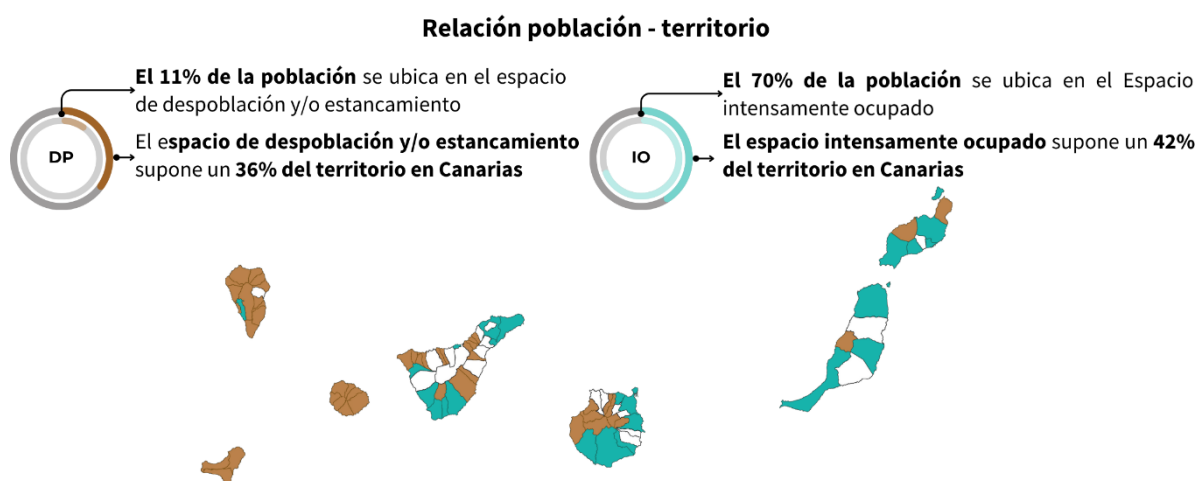 Relación población - territorio
El 11% de la población se ubica en el espacio
de despoblación y/o estancamiento
DP
El espacio de despoblación y/o estancamiento
supone un 36% del territorio en Canarias
El 70% de la población se ubica en el Espacio
intensamente ocupado
IO
El espacio intensamente ocupado supone un 42%
del territorio en Canarias